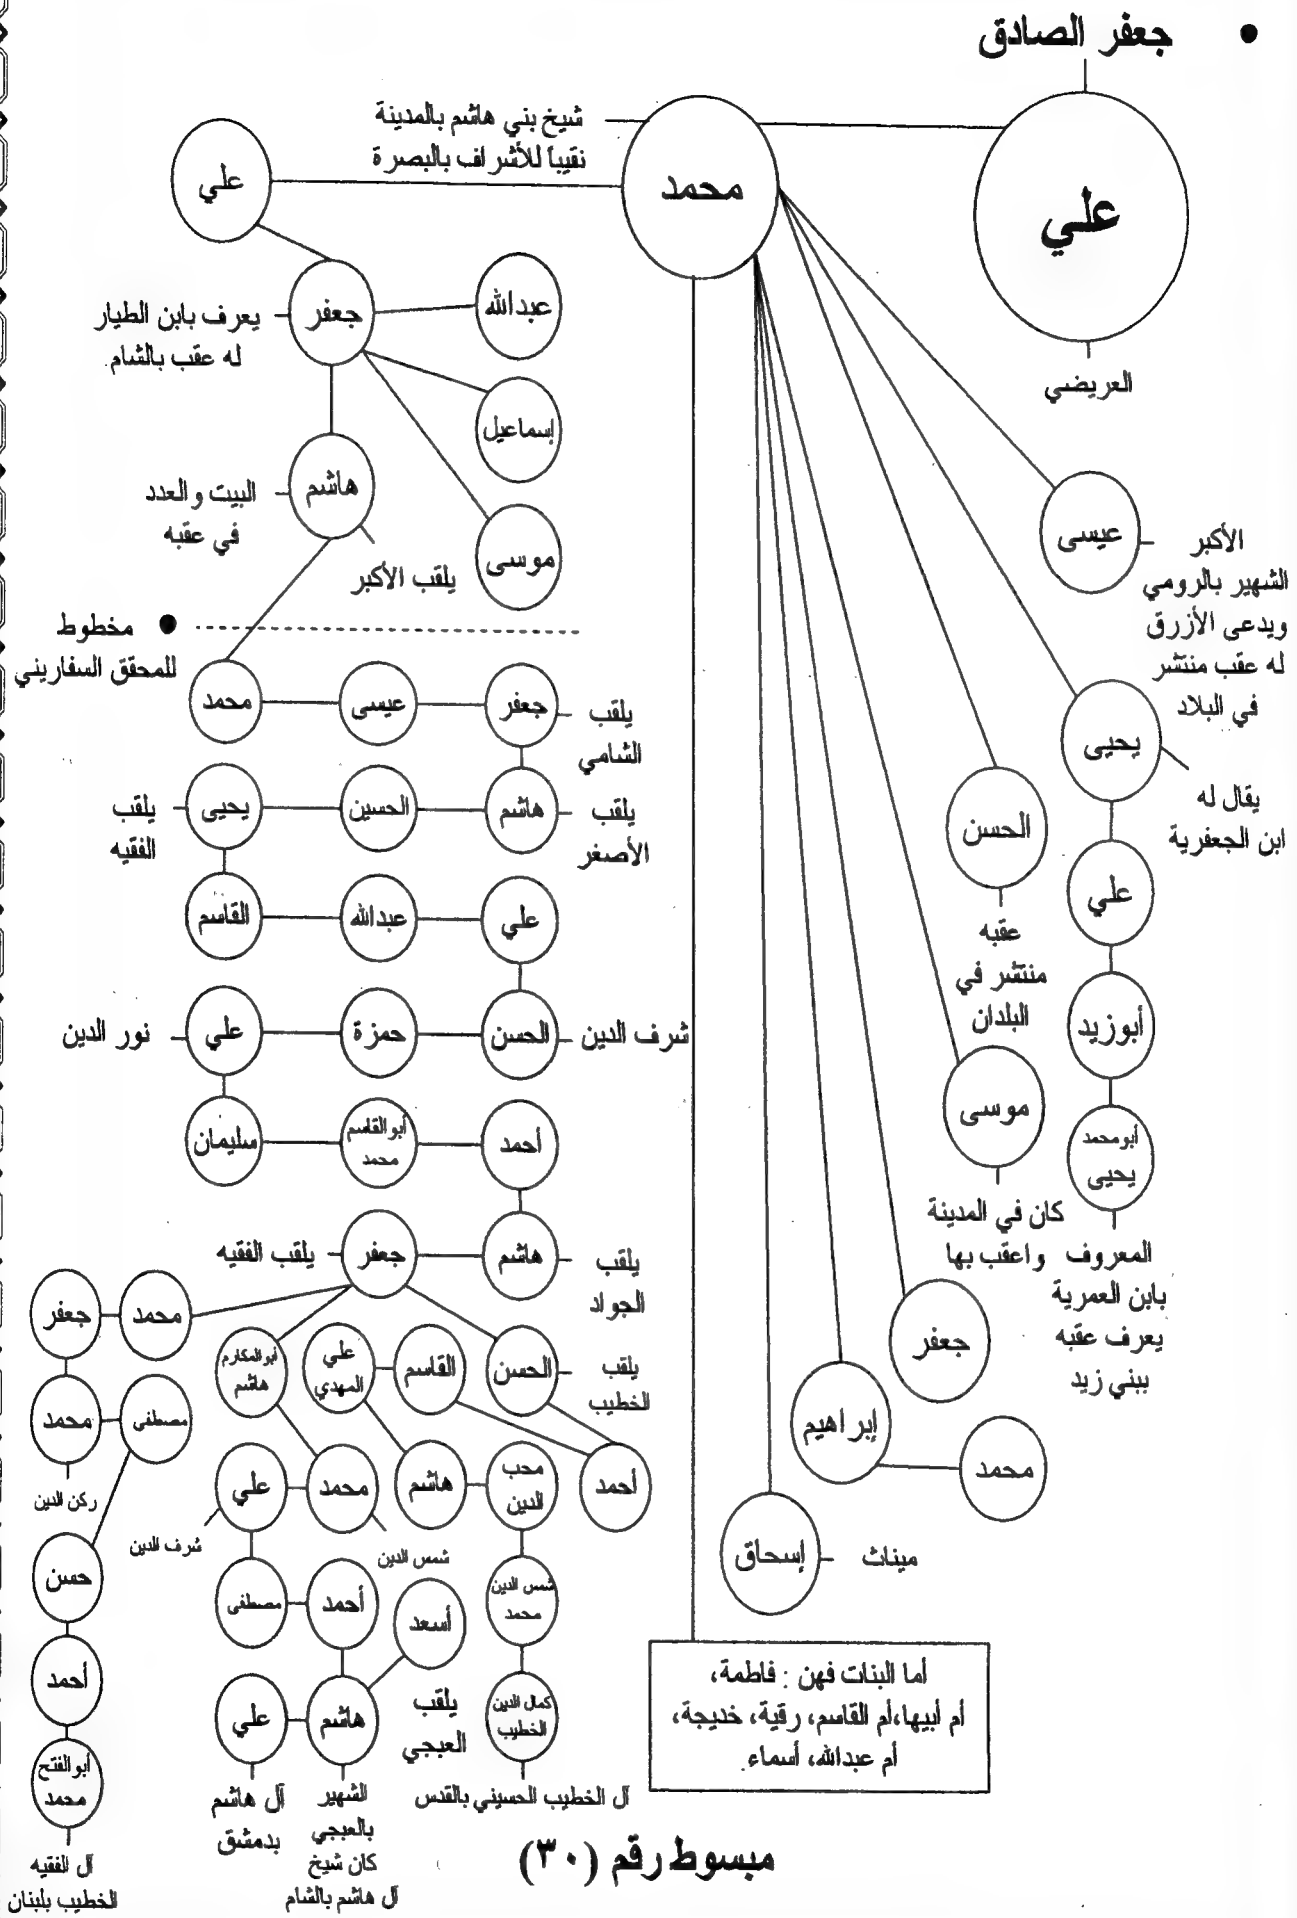 جعفر الصادق
علي
العريضي
محمد
شيخ بني هاشم بالمدينة
نقيباً للأشراف بالبصرة
علي
جعفر
يعرف بابن الطيار
له عقب بالشام
عبدالله
إسماعيل
موسى
هاشم
البيت والعدد
في عقبه
يلقب الأكبر
عيسى
الأكبر
الشهير بالرومي
ويدعى الأزرق
له عقب منتشر
في البلاد
يحيى
يقال له
ابن الجعفرية
علي
أبوزيد
أبومحمد
يحيى
المعروف
بابن العمرية
يعرف عقبه
ببني زيد
الحسن
عقبه
منتشر في
البلدان
موسى
كان في المدينة
واعقب بها
جعفر
إبراهيم
محمد
إسحاق
ميناث
أما البنات فهن : فاطمة،
أم أبيها،أم القاسم، رقية، خديجة،
أم عبدالله، أسماء.
مخطوط
للمحقق السفاريني
محمد
عيسى
جعفر
يلقب
الشامي
هاشم
يلقب
الأصغر
الحسين
يحيى
يلقب
الفقيه
القاسم
عبدالله
علي
الحسن
شرف الدين
حمزة
علي
نور الدين
سليمان
أبوالقاسم
محمد
أحمد
هاشم
يلقب
الجواد
جعفر
يلقب الفقيه
الحسن
يلقب
الخطيب
أحمد
القاسم
علي
المهدي
هاشم
محب
الدين
شمس الدين
محمد
كمال الدين
الخطيب
آل الخطيب الحسيني بالقدس
أبوالمكارم
هاشم
محمد
شمس الدين
علي
شرف الدين
مصطفى
أحمد
هاشم
الشهير
بالعبجي
كان شيخ
آل هاشم بالشام
أسعد
يلقب
العبجي
علي
آل هاشم
بدمشق
محمد
جعفر
محمد
ركن الدين
مصطفى
حسن
أحمد
أبوالفتح
محمد
آل الفقيه
الخطيب بلبنان
مبسوط رقم (٣٠)